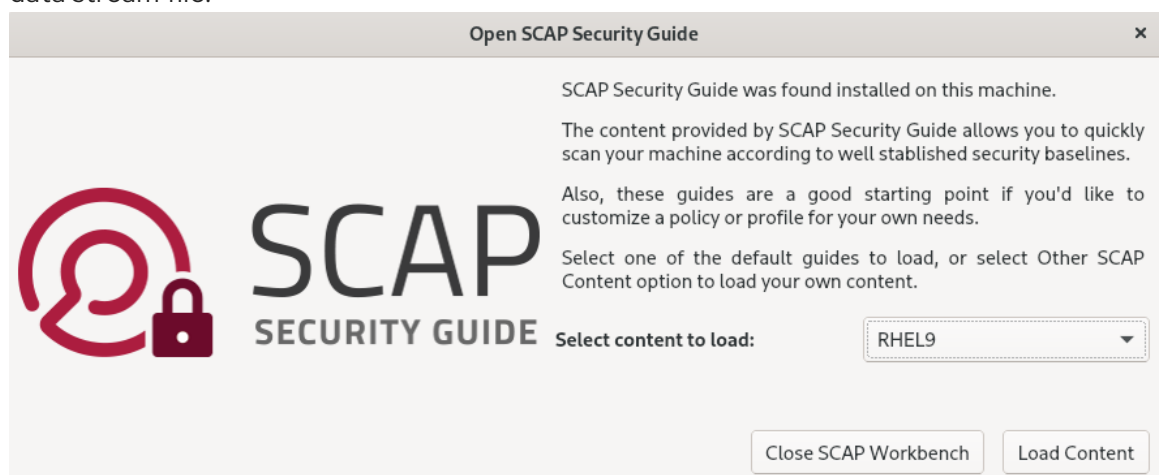 data stream file.
Open SCAP Security Guide
×
SCAP Security Guide was found installed on this machine.
The content provided by SCAP Security Guide allows you to quickly
scan your machine according to well stablished security baselines.
Also, these guides are a good starting point if you'd like to
customize a policy or profile for your own needs.
Select one of the default guides to load, or select Other SCAP
Content option to load your own content.
SCAP
SECURITY GUIDE
Select content to load:
RHEL9
Close SCAP Workbench
Load Content